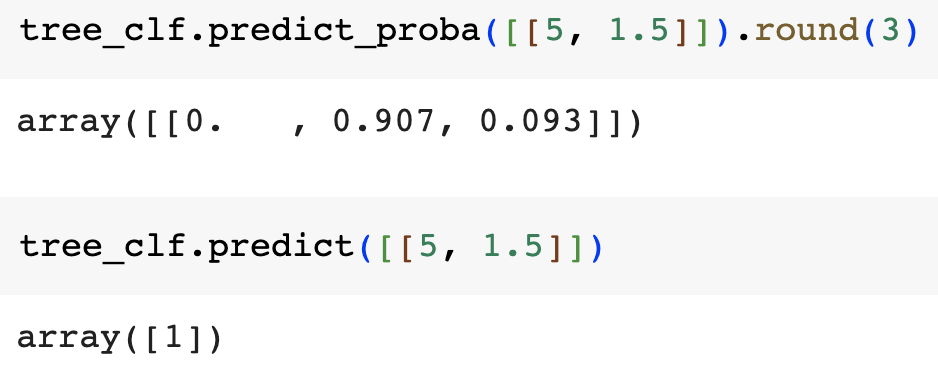 tree_clf.predict_proba([[5, 1.5]]).round(3)
array([[0.   , 0.907, 0.093]])
tree_clf.predict([[5, 1.5]])
array([1])